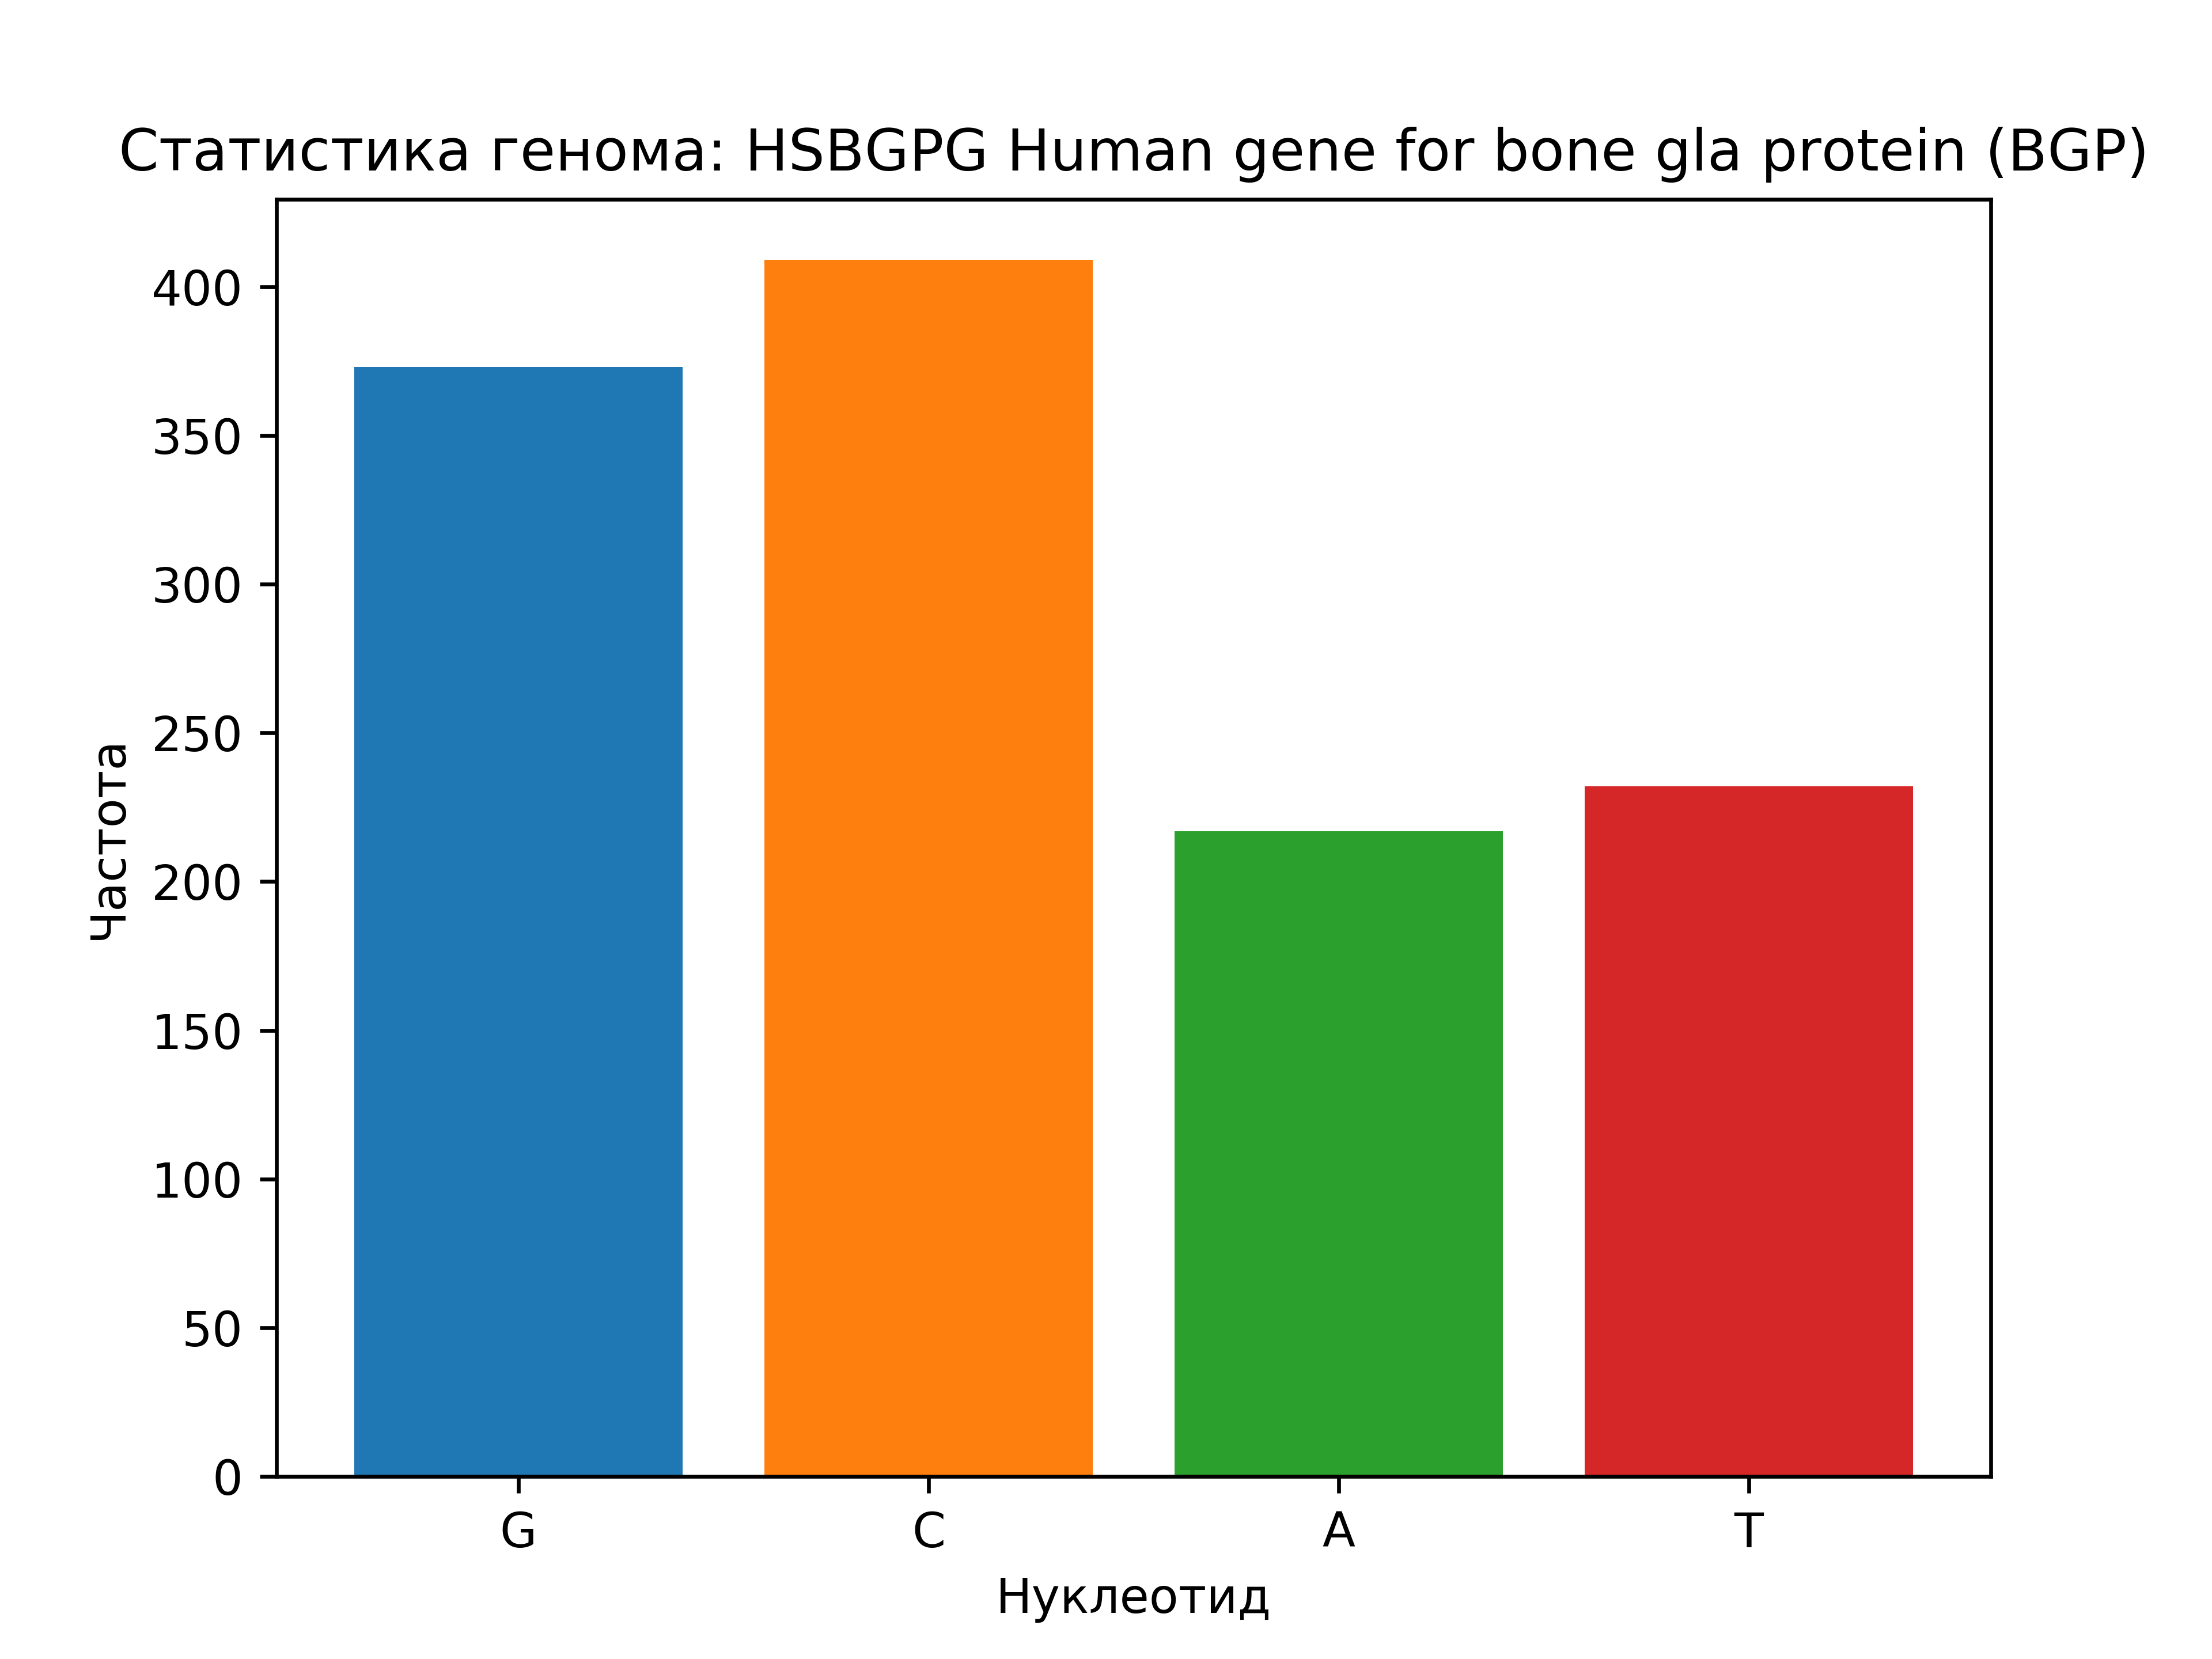 Статистика генома: HSBGPG Human gene for bone gla protein (BGP)
Частота
400
350
300
250
200
150
100
50
0
G C A T
Нуклеотид